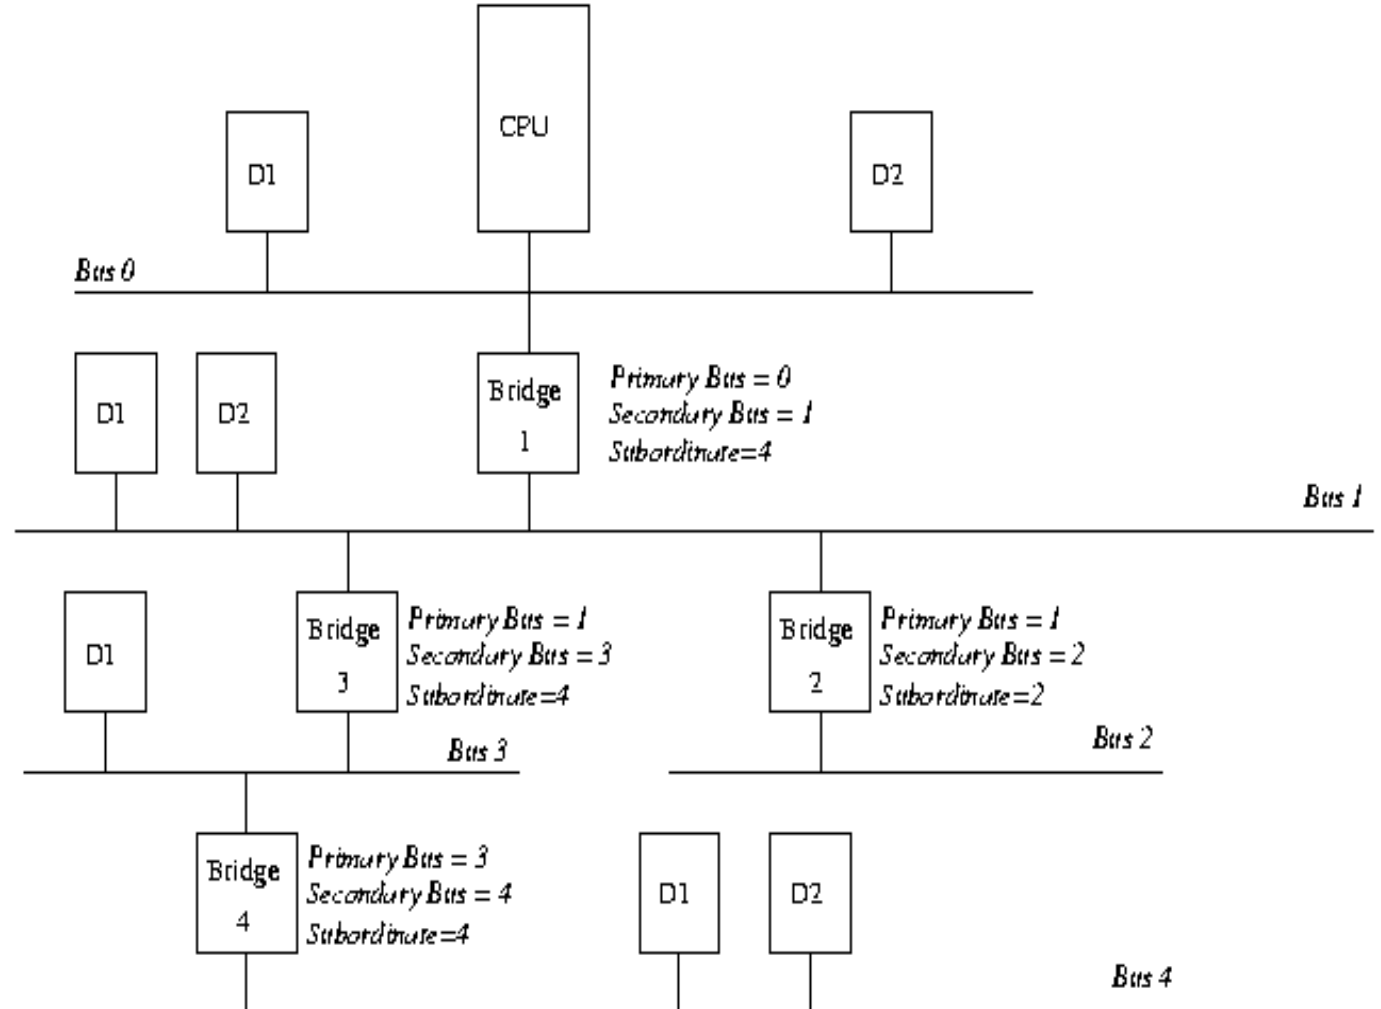 CPU
D1
D2
Bus 0
D1
D2
Bridge
1
Primary Bus = 0
Secondary Bus = 1
Subordinate=4
Bus 1
D1
Bridge
3
Primary Bus = 1
Secondary Bus = 3
Subordinate=4
Bridge
2
Primary Bus = 1
Secondary Bus = 2
Subordinate=2
Bus 3
Bus 2
Bridge
4
Primary Bus = 3
Secondary Bus = 4
Subordinate=4
D1
D2
Bus 4